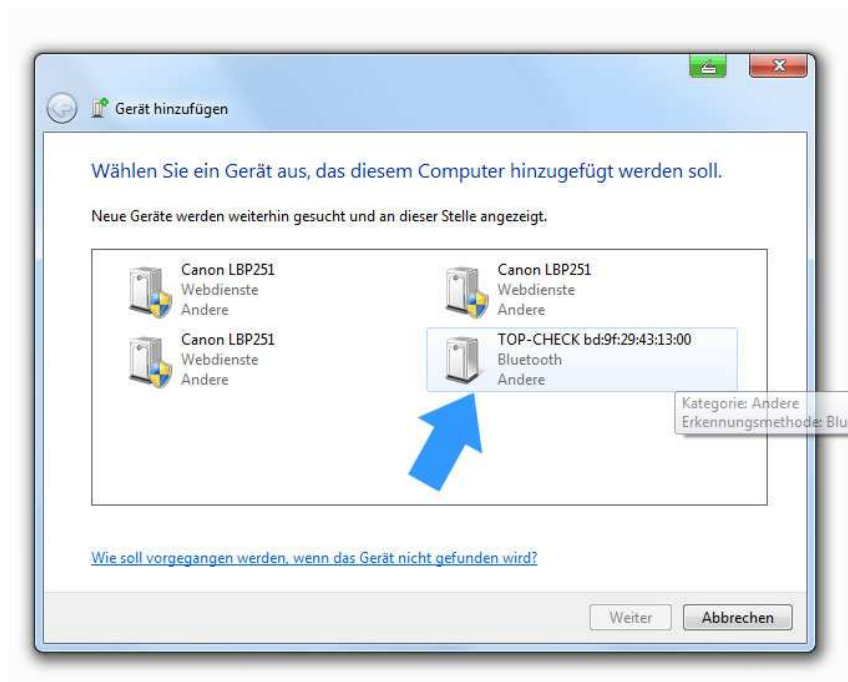 Gerät hinzufügen
Wählen Sie ein Gerät aus, das diesem Computer hinzugefügt werden soll.
Neue Geräte werden weiterhin gesucht und an dieser Stelle angezeigt.
Canon LBP251
Webdienste
Andere
Canon LBP251
Webdienste
Andere
Canon LBP251
Webdienste
Andere
TOP-CHECK bd:9f:29:43:13:00
Bluetooth
Andere
Kategorie: Andere
Erkennungsmethode: Blu
Wie soll vorgegangen werden, wenn das Gerät nicht gefunden wird?
Weiter
Abbrechen